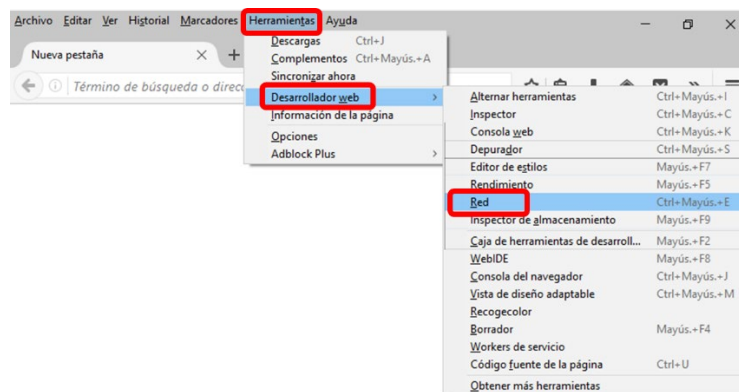 Archivo Editar Ver Historial Marcadores Herramientas Ayuda
Nueva pestaña
Término de búsqueda o direcc
Descargas Ctrl+J
Complementos Ctrl+Mayús.+A
Sincronizar ahora
Desarrollador web
Información de la página
Opciones
Adblock Plus
Alternar herramientas Ctrl+Mayús.+I
Inspector Ctrl+Mayús.+C
Consola web Ctrl+Mayús.+K
Depurador Ctrl+Mayús.+S
Editor de estilos Mayús.+F7
Rendimiento Mayús.+F5
Red Ctrl+Mayús.+E
Inspector de almacenamiento Mayús.+F9
Caja de herramientas de desarroll... Mayús.+F2
WebIDE Mayús.+F8
Consola del navegador Ctrl+Mayús.+J
Vista de diseño adaptable Ctrl+Mayús.+M
Recogecolor
Borrador Mayús.+F4
Workers de servicio
Código fuente de la página Ctrl+U
Obtener más herramientas